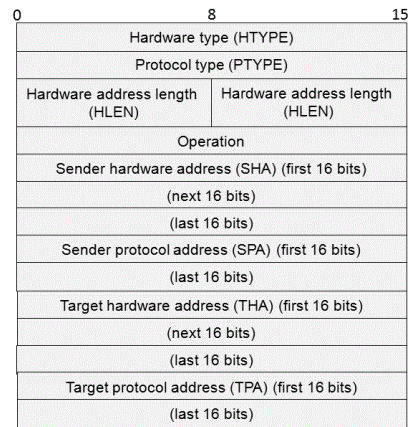 0 8 15
Hardware type (HTYPE)
Protocol type (PTYPE)
Hardware address length Hardware address length
(HLEN) (HLEN)
Operation
Sender hardware address (SHA) (first 16 bits)
(next 16 bits)
(last 16 bits)
Sender protocol address (SPA) (first 16 bits)
(last 16 bits)
Target hardware address (THA) (first 16 bits)
(next 16 bits)
(last 16 bits)
Target protocol address (TPA) (first 16 bits)
(last 16 bits)